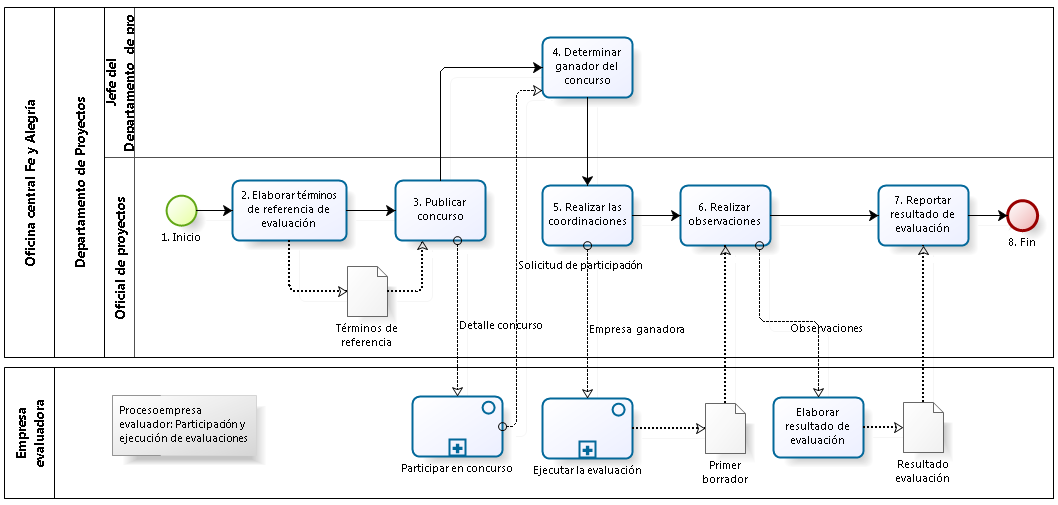 Oficina central Fe y Alegría
Departamento de Proyectos
Jefe del
Departamento de pro
4. Determinar
ganador del
concurso
Oficial de proyectos
1. Inicio
2. Elaborar términos
de referencia de
evaluación
3. Publicar
concurso
5. Realizar las
coordinaciones
6. Realizar
observaciones
7. Reportar
resultado de
evaluación
8. Fin
Términos de
referencia
Solicitud de participación
Detalle concurso
Empresa ganadora
Observaciones
Empresa
evaluadora
Procesoempresa
evaluador: Participación y
ejecución de evaluaciones
Participar en concurso
Ejecutar la evaluación
Primer
borrador
Elaborar
resultado de
evaluación
Resultado
evaluación